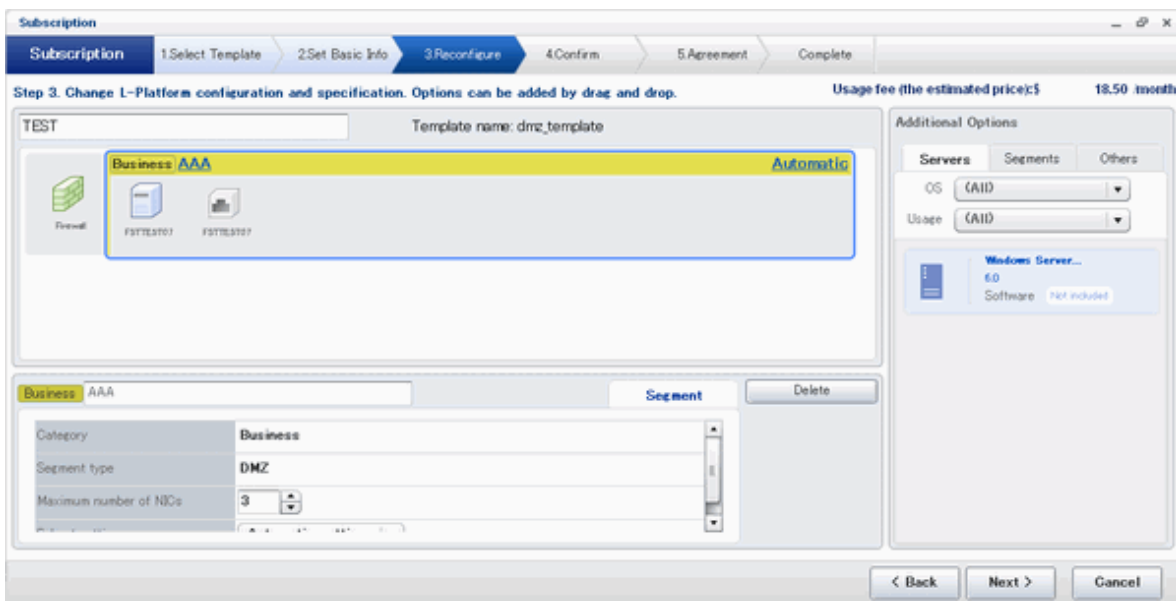 Subscription
Subscription 1.Select Template 2.Set Basic Info 3.Reconfigure 4.Confirm 5.Agreement Complete
Step 3. Change L-Platform configuration and specification. Options can be added by drag and drop. Usage fee (the estimated price):$ 18.50 /month
TEST Template name: dmz_template
Additional Options
Business AAA Automatic
Servers Segments Others
OS (All)
Usage (All)
Firewall FSTTEST07 FSTTEST07
Windows Server...
6.0
Software Not included
Business AAA Segment Delete
Category Business
Segment type DMZ
Maximum number of NICs 3
< Back Next > Cancel